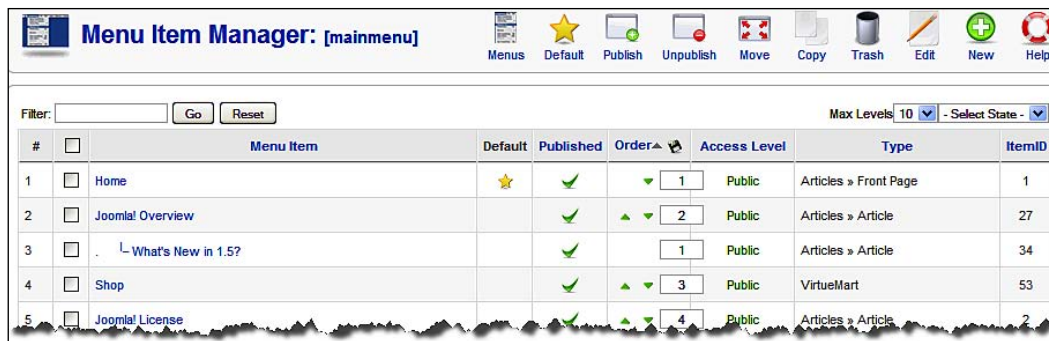 Menu Item Manager: [mainmenu]
Menus Default Publish Unpublish Move Copy Trash Edit New Help
Filter: Go Reset Max Levels 10 - Select State -
# Menu Item Default Published Order Access Level Type ItemID
1 Home 1 Public Articles » Front Page 1
2 Joomla! Overview 2 Public Articles » Article 27
3 . What's New in 1.5? 1 Public Articles » Article 34
4 Shop 3 Public VirtueMart 53
5 Joomla! License 4 Public Articles » Article 2